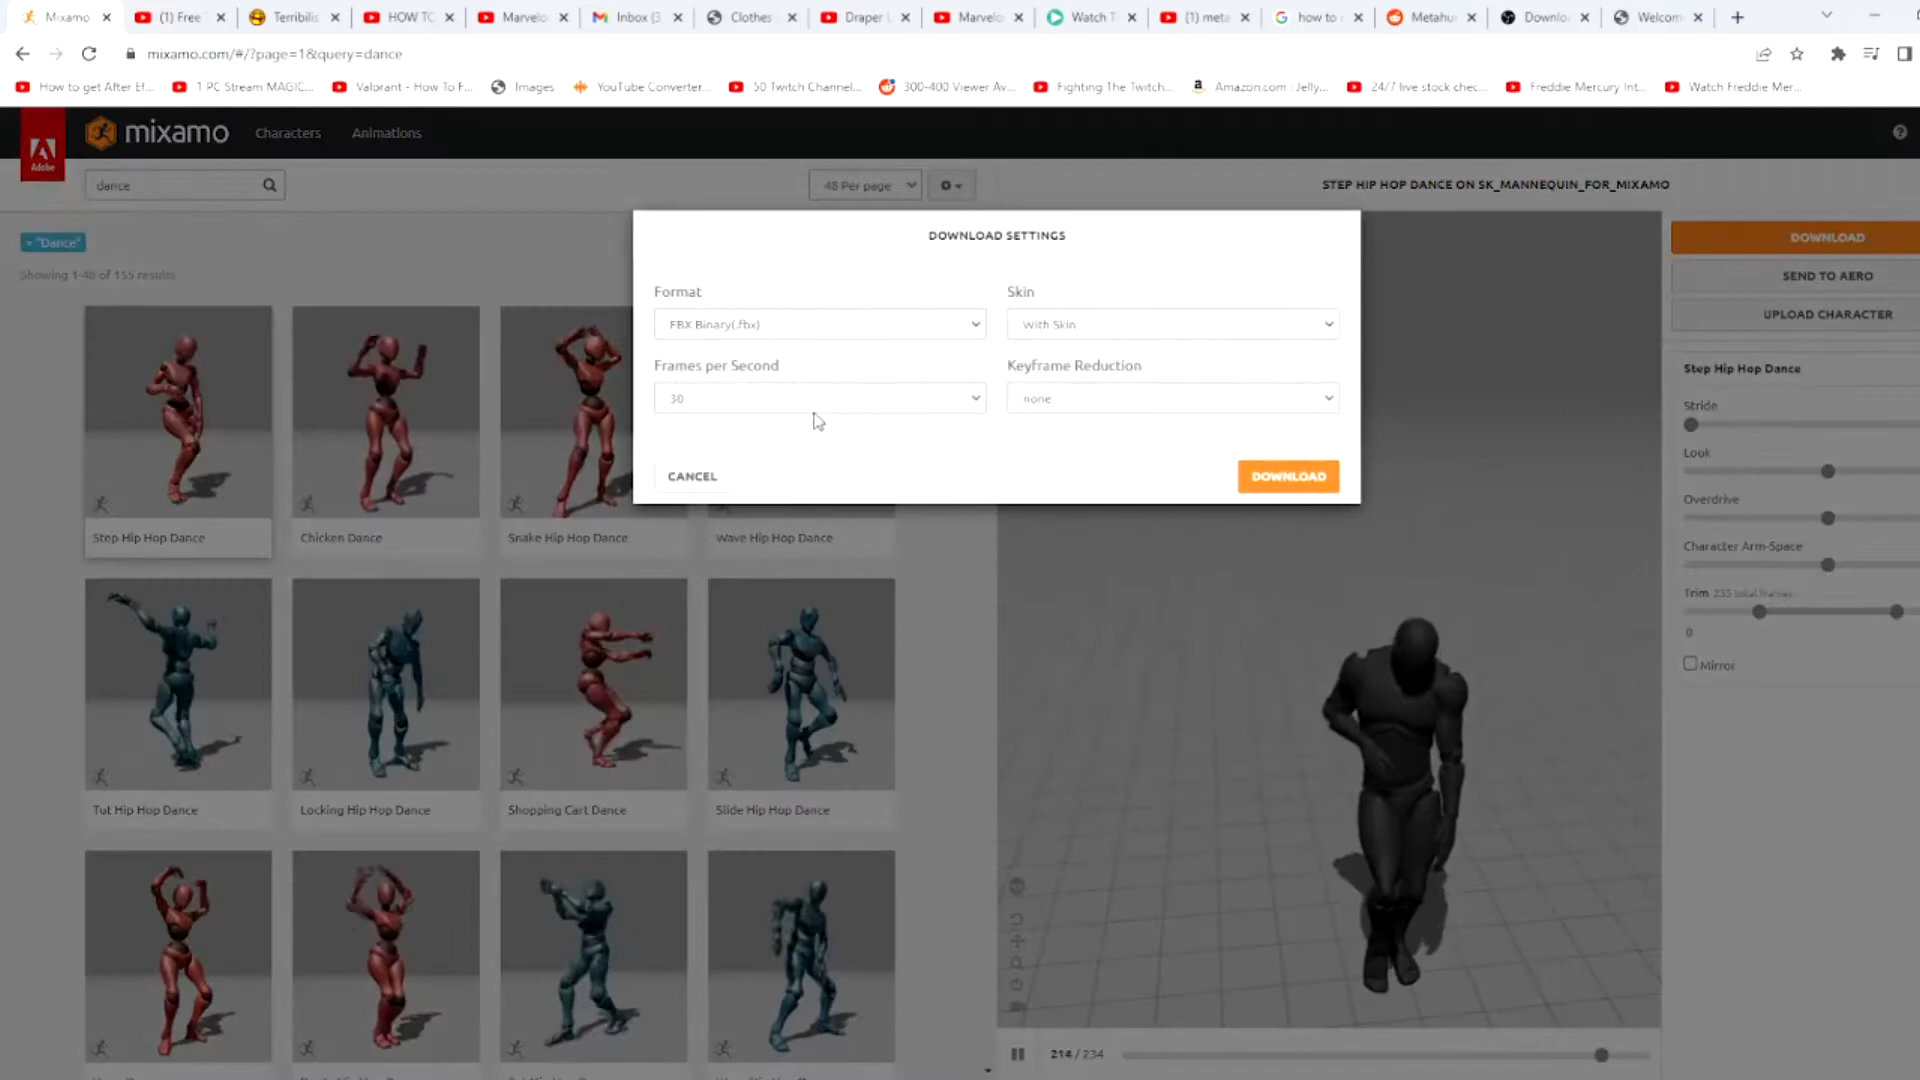 Mixamo
(1) Free
Terribilis
HOW TO
Marvelo
Inbox (3
Clothes
Draper
Marvelo
Watch T
(1) meta
how to
Metahur
Downlo
Welcom
mixamo.com/#/?page=1&query=dance
How to get After Ef...
1 PC Stream MAGIC...
Valorant - How To F...
Images
YouTube Converter...
50 Twitch Channel...
300-400 Viewer Av...
Fighting The Twitch...
Amazon.com : Jelly...
24/7 live stock chec...
Freddie Mercury Int...
Watch Freddie Mer...
Adobe
mixamo
Characters
Animations
dance
48 Per page
STEP HIP HOP DANCE ON SK_MANNEQUIN_FOR_MIXAMO
"Dance"
Showing 1-48 of 155 results
DOWNLOAD SETTINGS
Format
Skin
FBX Binary(.fbx)
With Skin
Frames per Second
Keyframe Reduction
30
none
CANCEL
DOWNLOAD
DOWNLOAD
SEND TO AERO
UPLOAD CHARACTER
Step Hip Hop Dance
Stride
Look
Overdrive
Character Arm-Space
Trim 235 total frames
0
Mirror
Step Hip Hop Dance
Chicken Dance
Snake Hip Hop Dance
Wave Hip Hop Dance
Tut Hip Hop Dance
Locking Hip Hop Dance
Shopping Cart Dance
Slide Hip Hop Dance
214 / 234